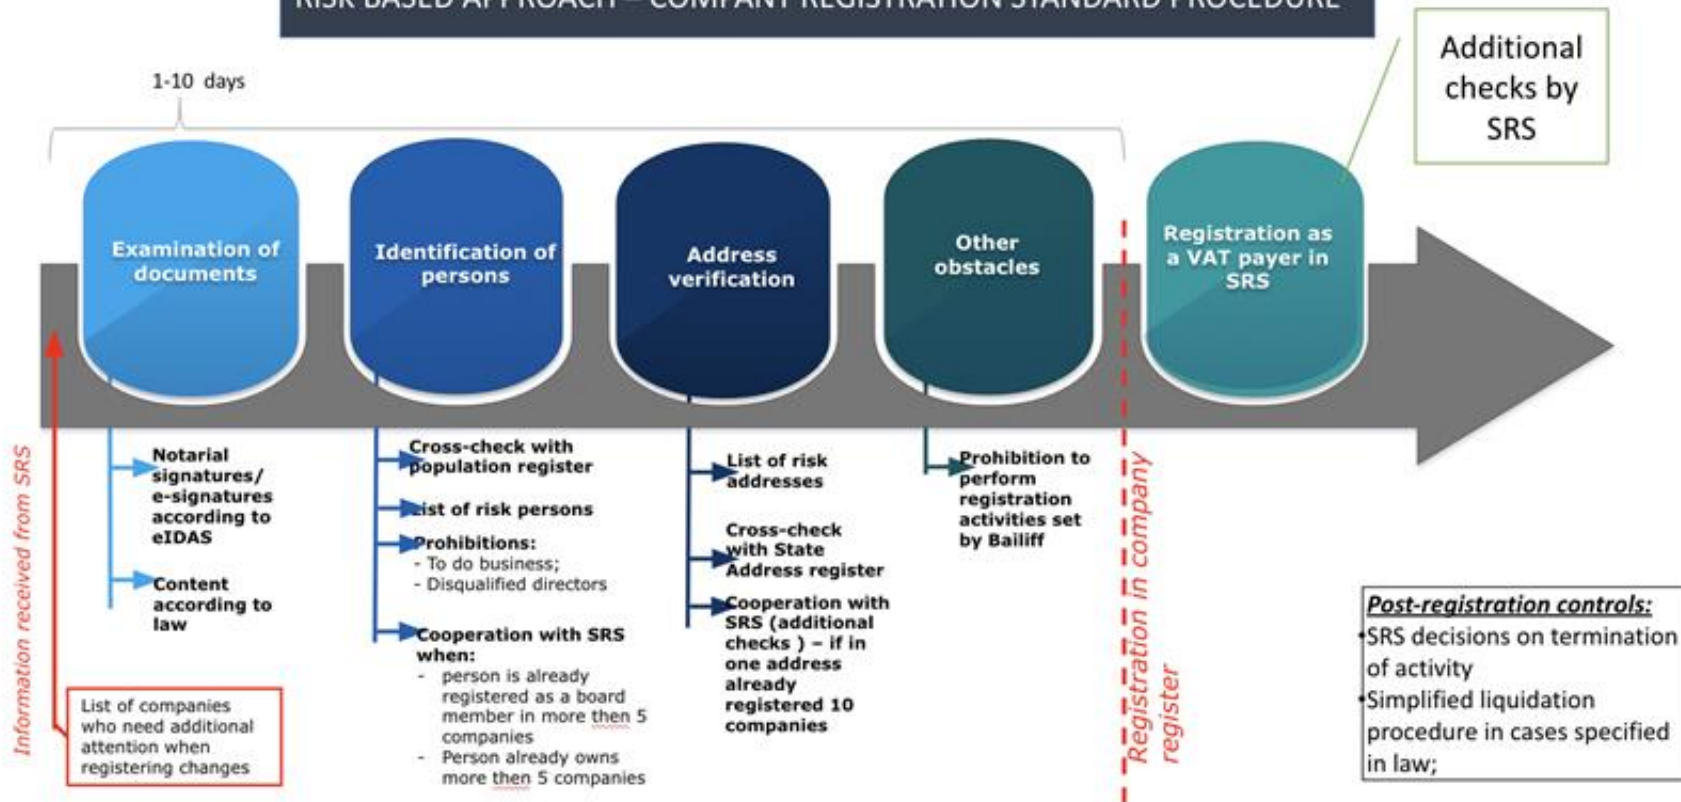 RISK BASED APPROACH – COMPANY REGISTRATION STANDARD PROCEDURE
Additional
checks by
SRS
1-10 days
Examination of
documents
Identification of
persons
Address
verification
Other
obstacles
Registration as
a VAT payer in
SRS
Information received from SRS
Notarial
signatures/
e-signatures
according to
eIDAS
Content
according to
law
List of companies
who need additional
attention when
registering changes
Cross-check with
population register
List of risk persons
Prohibitions:
- To do business;
- Disqualified directors
Cooperation with SRS
when:
- person is already
registered as a board
member in more then 5
companies
- Person already owns
more then 5 companies
List of risk
addresses
Cross-check
with State
Address register
Cooperation with
SRS (additional
checks ) – if in
one address
already
registered 10
companies
Prohibition to
perform
registration
activities set
by Bailiff
Registration in company
register
Post-registration controls:
•SRS decisions on termination
of activity
•Simplified liquidation
procedure in cases specified
in law;